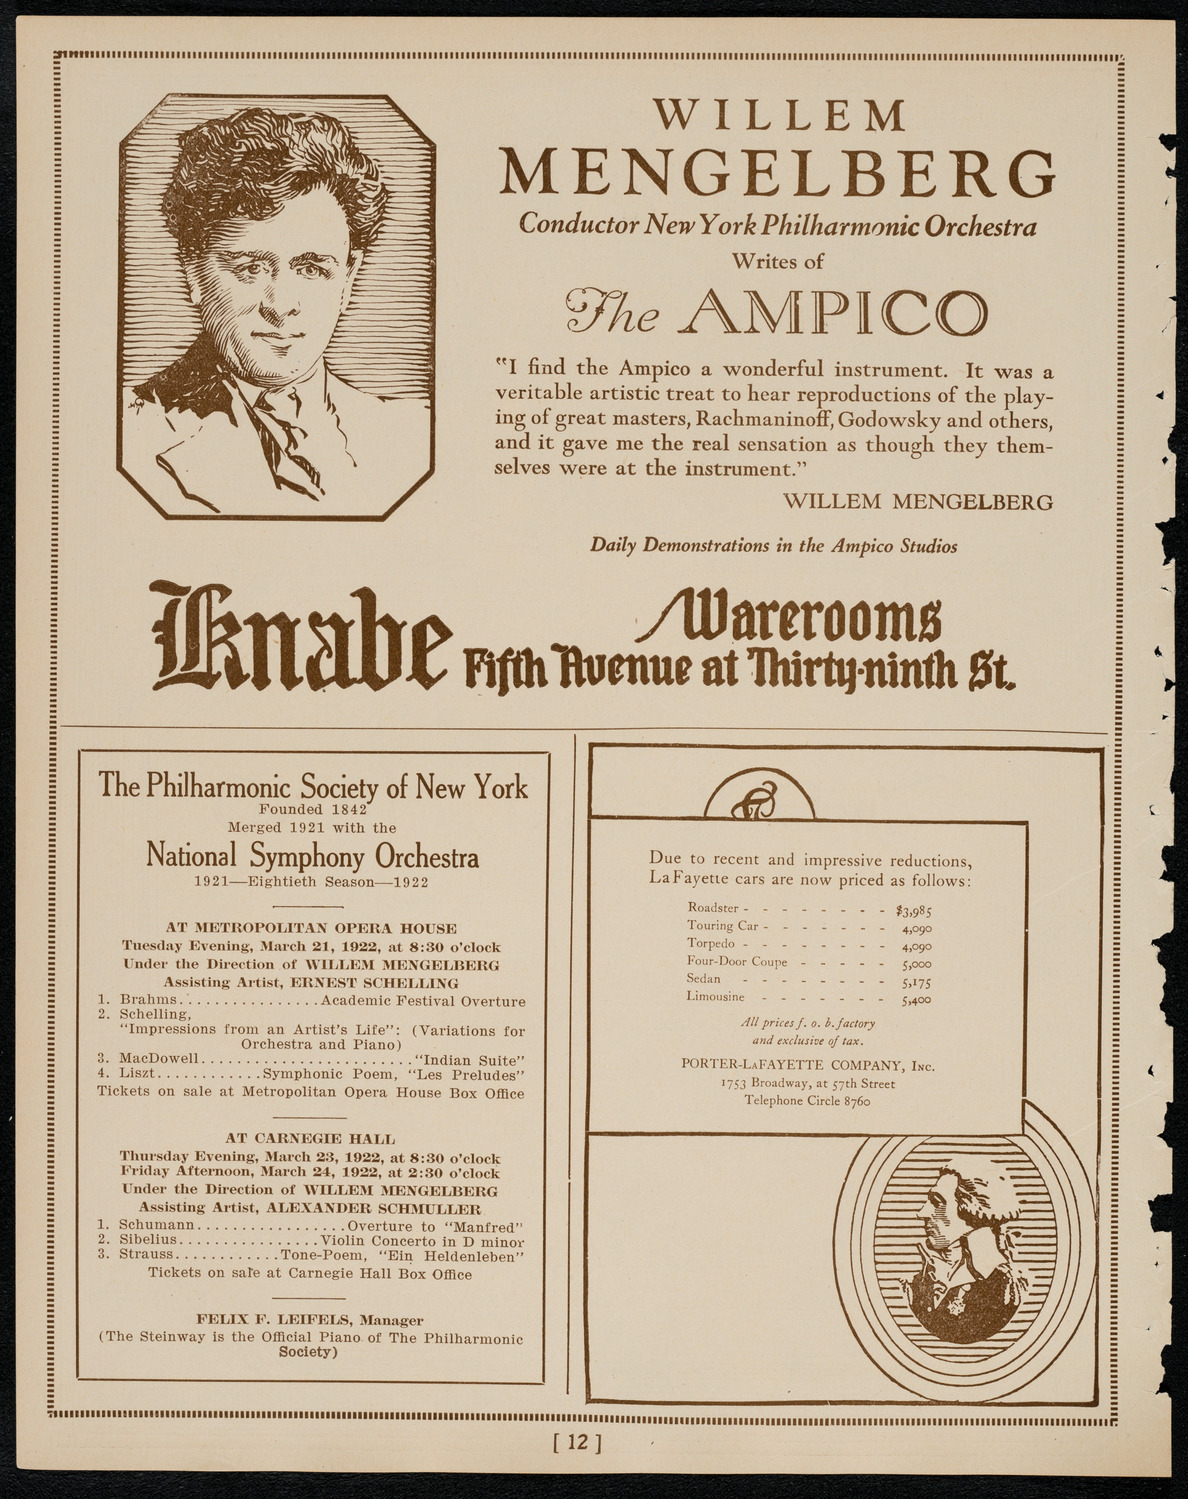 WILLEM
MENGELBERG
Conductor New York Philharmonic Orchestra
Writes of
The AMPICO
"I find the Ampico a wonderful instrument. It was a
veritable artistic treat to hear reproductions of the play-
ing of great masters, Rachmaninoff, Godowsky and others,
and it gave me the real sensation as though they them-
selves were at the instrument."
WILLEM MENGELBERG
Daily Demonstrations in the Ampico Studios
Knabe Warerooms
Fifth Avenue at Thirty-ninth St.
The Philharmonic Society of New York
Founded 1842
Merged 1921 with the
National Symphony Orchestra
1921—Eightieth Season—1922
AT METROPOLITAN OPERA HOUSE
Tuesday Evening, March 21, 1922, at 8:30 o'clock
Under the Direction of WILLEM MENGELBERG
Assisting Artist, ERNEST SCHELLING
1. Brahms................Academic Festival Overture
2. Schelling,
"Impressions from an Artist's Life": (Variations for
Orchestra and Piano)
3. MacDowell........................"Indian Suite"
4. Liszt............Symphonic Poem, "Les Preludes"
Tickets on sale at Metropolitan Opera House Box Office
AT CARNEGIE HALL
Thursday Evening, March 23, 1922, at 8:30 o'clock
Friday Afternoon, March 24, 1922, at 2:30 o'clock
Under the Direction of WILLEM MENGELBERG
Assisting Artist, ALEXANDER SCHMULLER
1. Schumann.................Overture to "Manfred"
2. Sibelius................Violin Concerto in D minor
3. Strauss............Tone-Poem, "Ein Heldenleben"
Tickets on sale at Carnegie Hall Box Office
FELIX F. LEIFELS, Manager
(The Steinway is the Official Piano of The Philharmonic
Society)
Due to recent and impressive reductions,
LaFayette cars are now priced as follows:
Roadster - - - - - - - - $3,985
Touring Car - - - - - - - 4,090
Torpedo - - - - - - - - 4,090
Four-Door Coupe - - - - - 5,000
Sedan - - - - - - - 5,175
Limousine - - - - - - - 5,400
All prices f. o. b. factory
and exclusive of tax.
PORTER-LAFAYETTE COMPANY, INC.
1753 Broadway, at 57th Street
Telephone Circle 8760
[ 12 ]